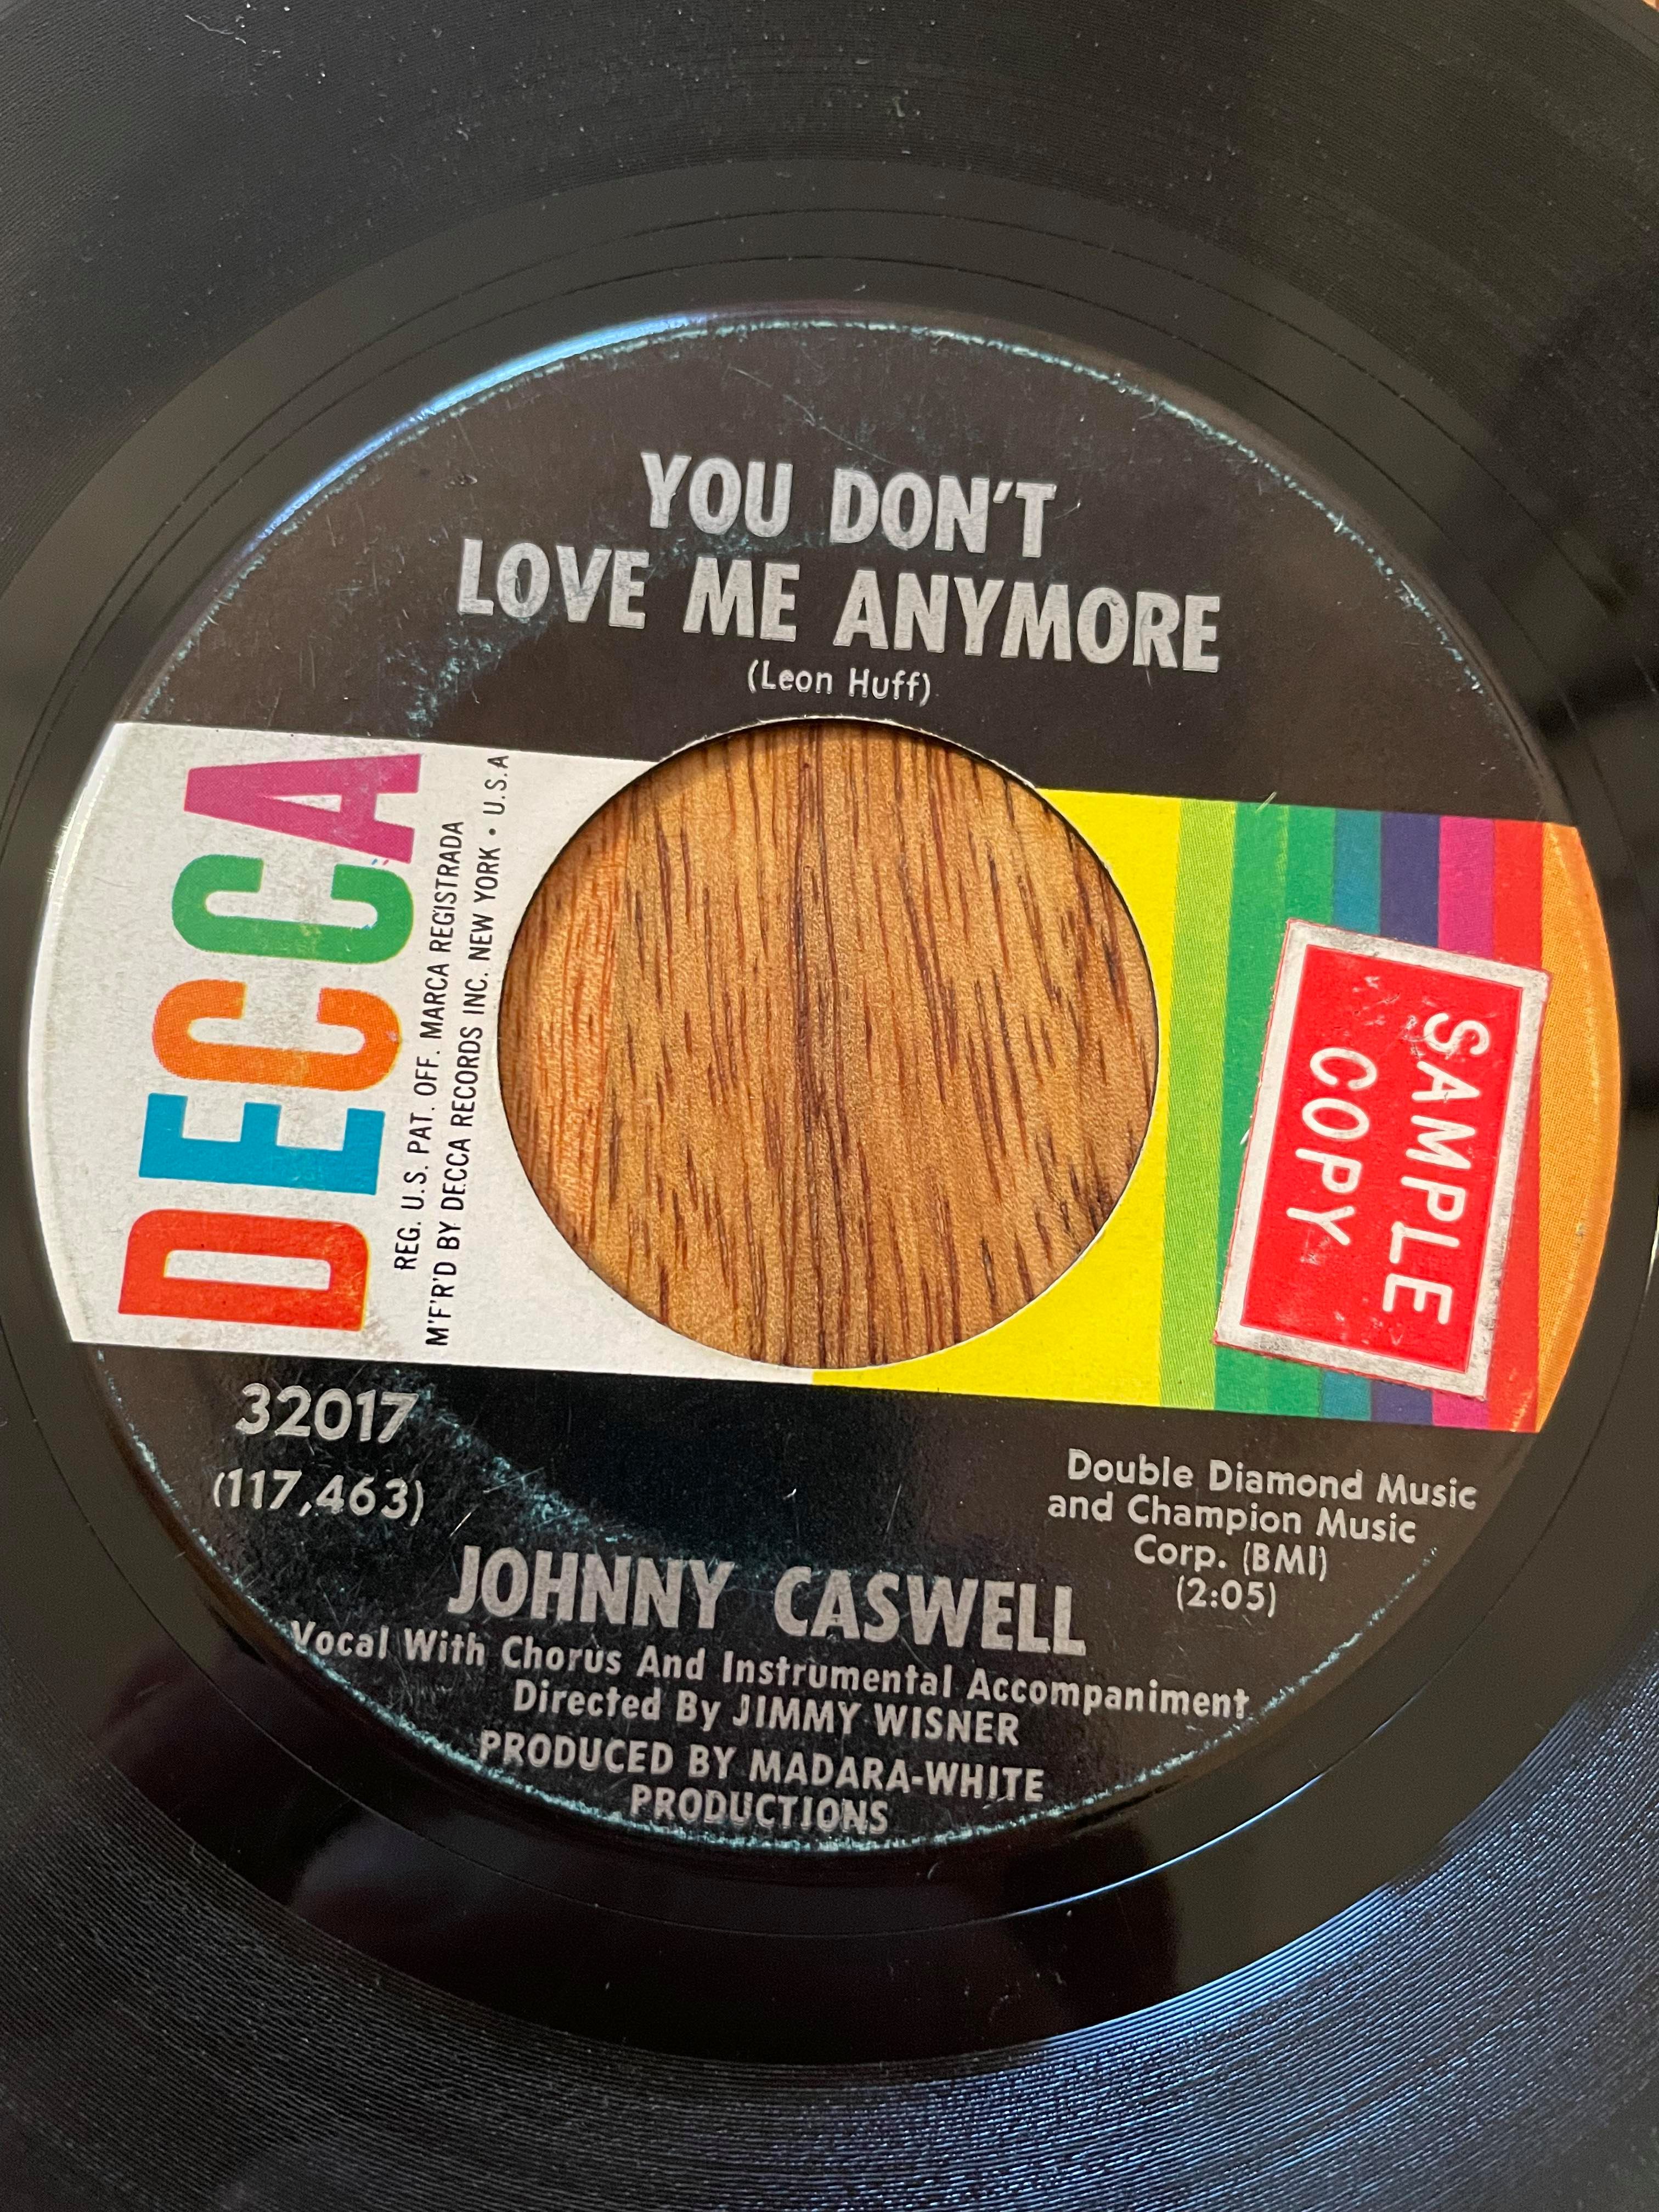 YOU DON'T
LOVE ME ANYMORE
(Leon Huff)
DECCA
REG. U.S. PAT. OFF. MARCA REGISTRADA
M'F'R'D BY DECCA RECORDS INC. NEW YORK • U.S.A
SAMPLE
COPY
32017
(117,463)
Double Diamond Music
and Champion Music
Corp. (BMI)
(2:05)
JOHNNY CASWELL
Vocal With Chorus And Instrumental Accompaniment
Directed By JIMMY WISNER
PRODUCED BY MADARA-WHITE
PRODUCTIONS